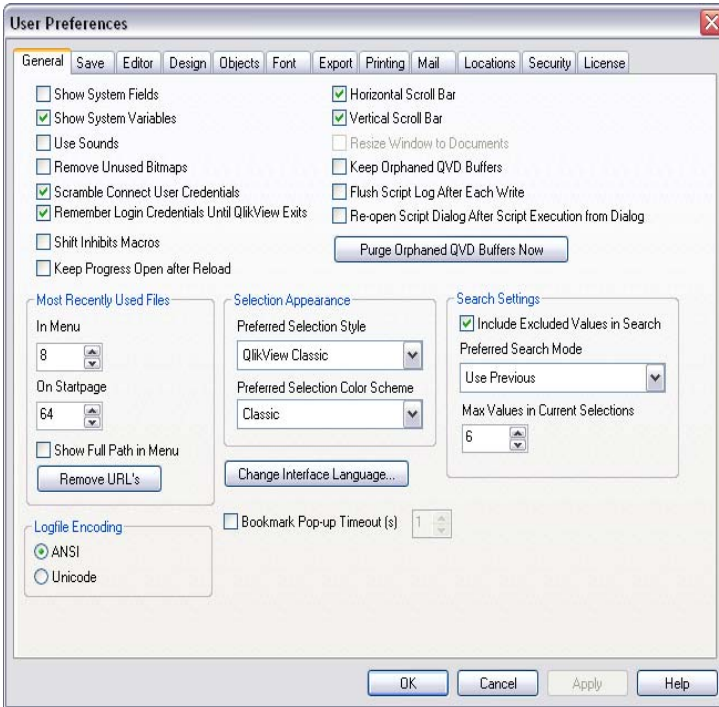 User Preferences
General Save Editor Design Objects Font Export Printing Mail Locations Security License
Show System Fields
Show System Variables
Use Sounds
Remove Unused Bitmaps
Scramble Connect User Credentials
Remember Login Credentials Until QlikView Exits
Shift Inhibits Macros
Keep Progress Open after Reload
Horizontal Scroll Bar
Vertical Scroll Bar
Resize Window to Documents
Keep Orphaned QVD Buffers
Flush Script Log After Each Write
Re-open Script Dialog After Script Execution from Dialog
Purge Orphaned QVD Buffers Now
Most Recently Used Files
In Menu
8
On Startpage
64
Show Full Path in Menu
Remove URL's
Selection Appearance
Preferred Selection Style
QlikView Classic
Preferred Selection Color Scheme
Classic
Search Settings
Include Excluded Values in Search
Preferred Search Mode
Use Previous
Max Values in Current Selections
6
Change Interface Language...
Logfile Encoding
ANSI
Unicode
Bookmark Pop-up Timeout (s) 1
OK Cancel Apply Help